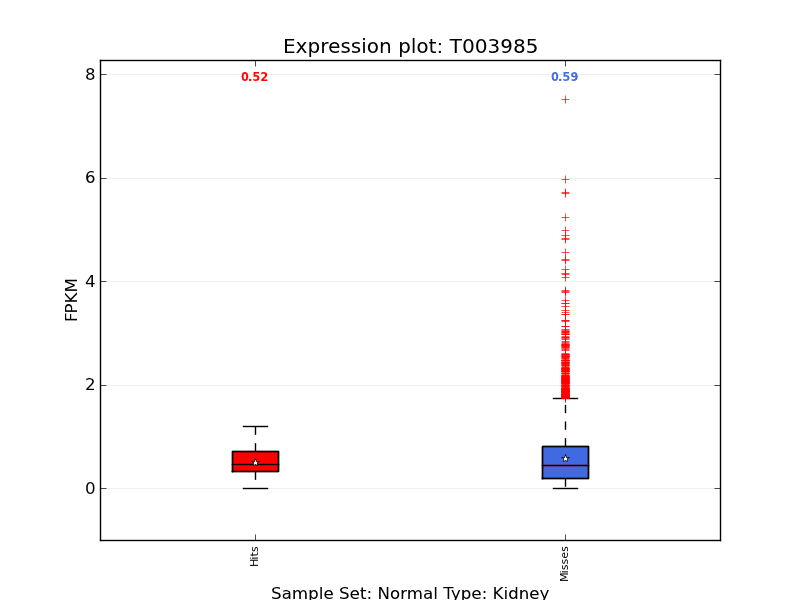 Expression plot: T003985
0.52
0.59
8
6
4
2
0
FPKM
Hits
Misses
Sample Set: Normal Type: Kidney